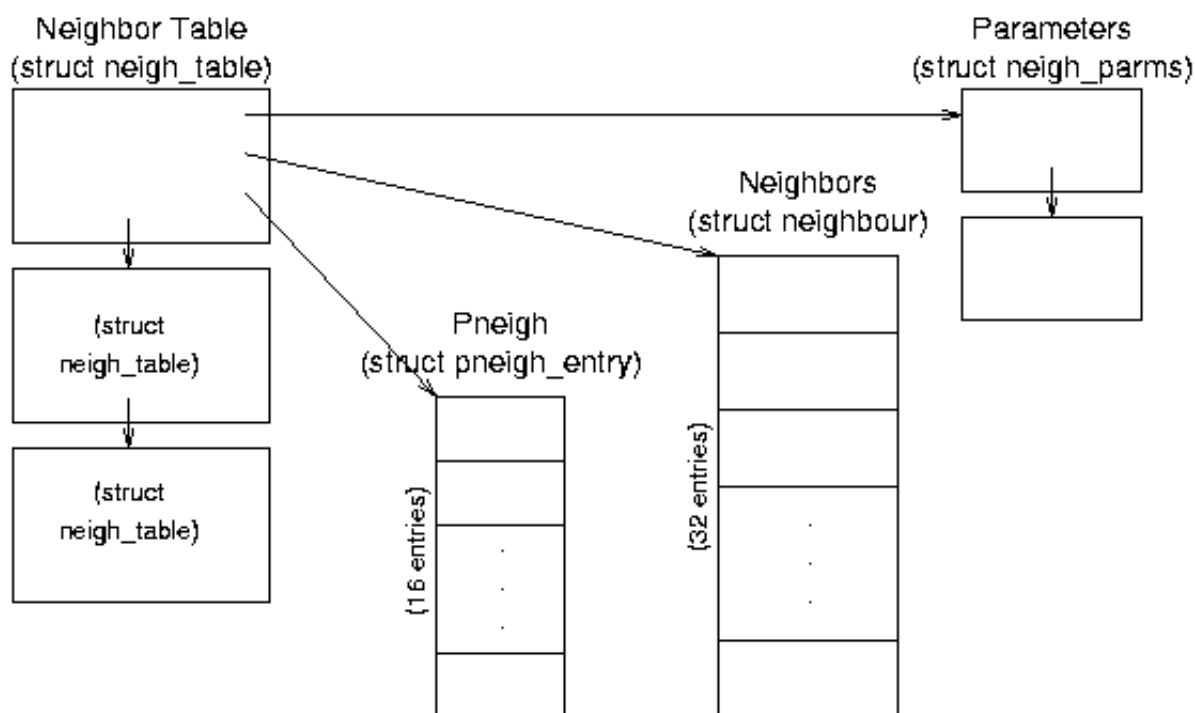 Neighbor Table
(struct neigh_table)
Parameters
(struct neigh_parms)
Neighbors
(struct neighbour)
(struct
neigh_table)
Pneigh
(struct pneigh_entry)
(32 entries)
(16 entries)
(struct
neigh_table)